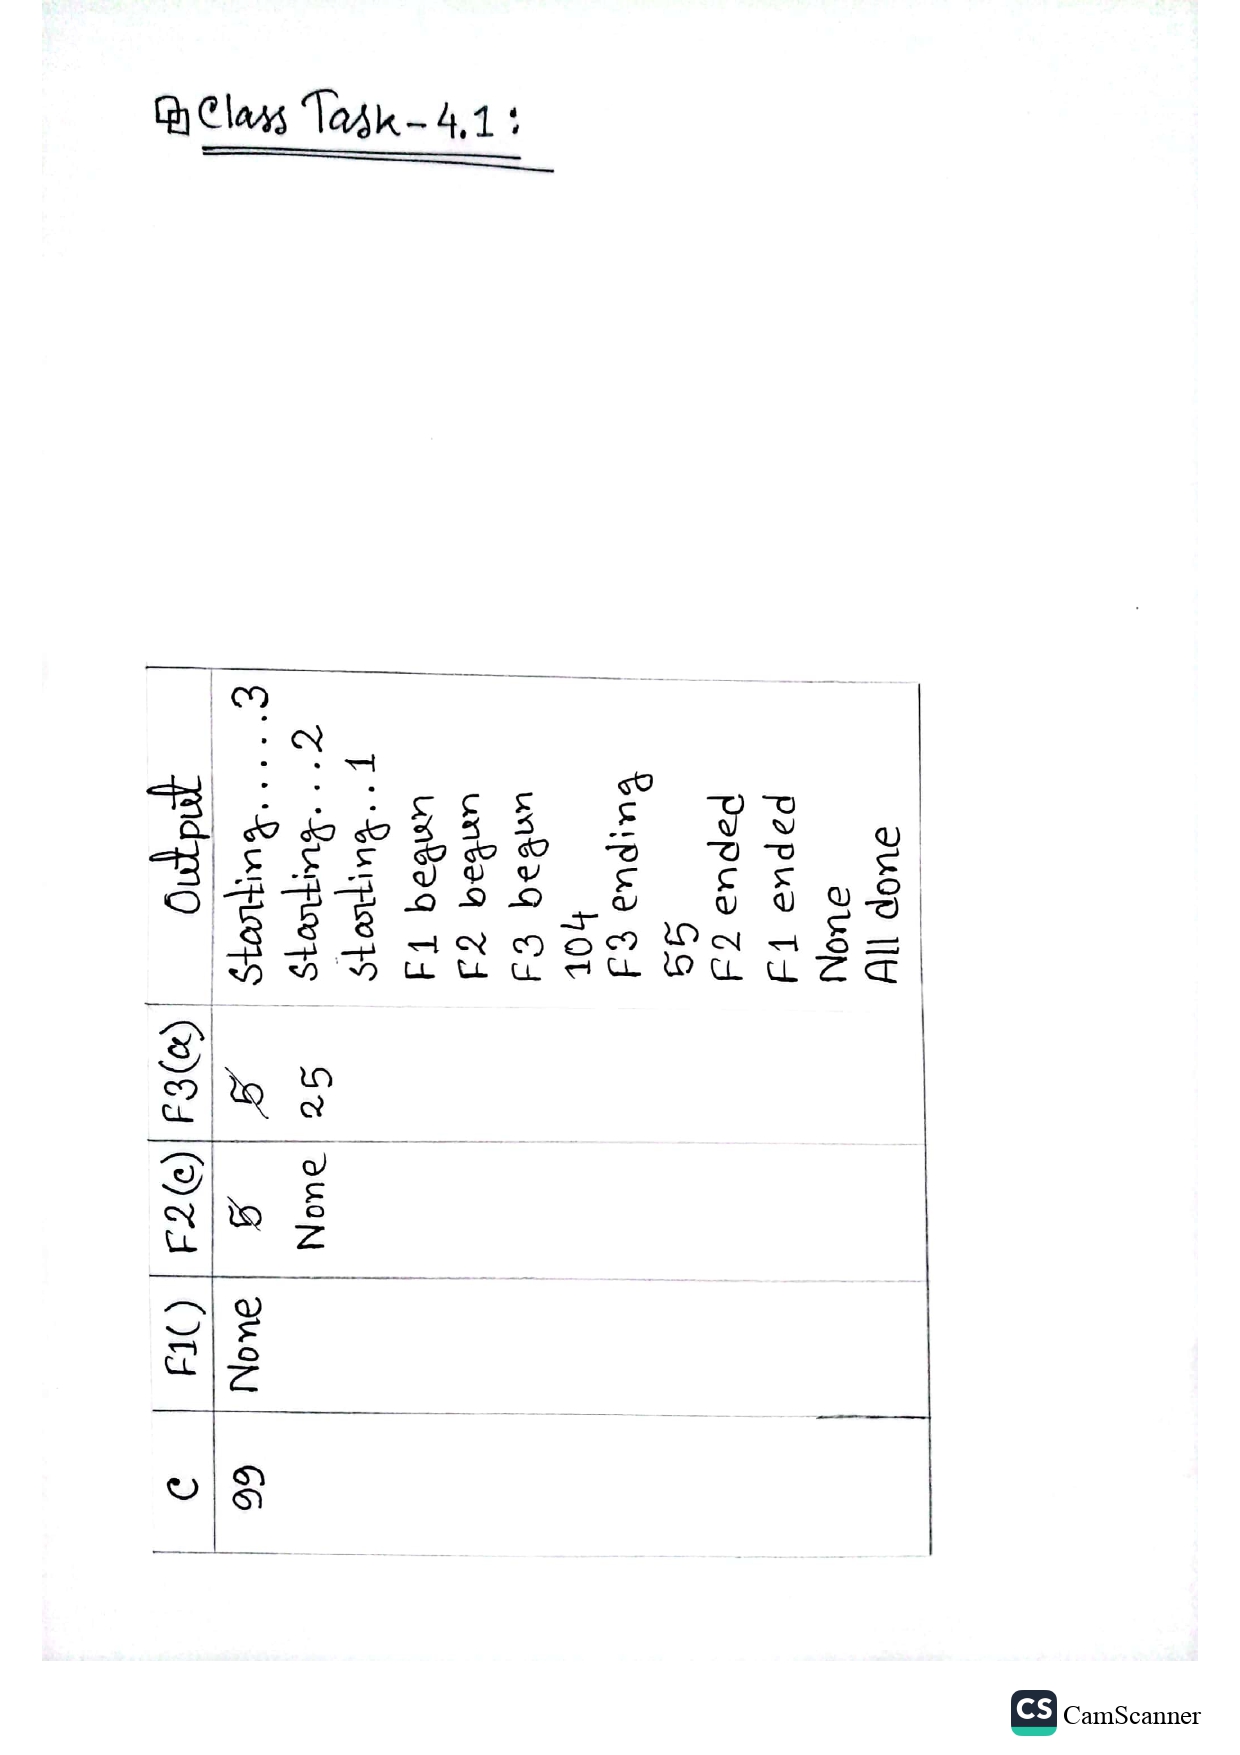 Class Task-4.1:
C F1() F2(c) F3(a) Output
99 None 5 5 Starting......3
None 25 Starting...2
Starting..1
F1 begun
F2 begun
F3 begun
104
F3 ending
55
F2 ended
F1 ended
None
All done
CS CamScanner